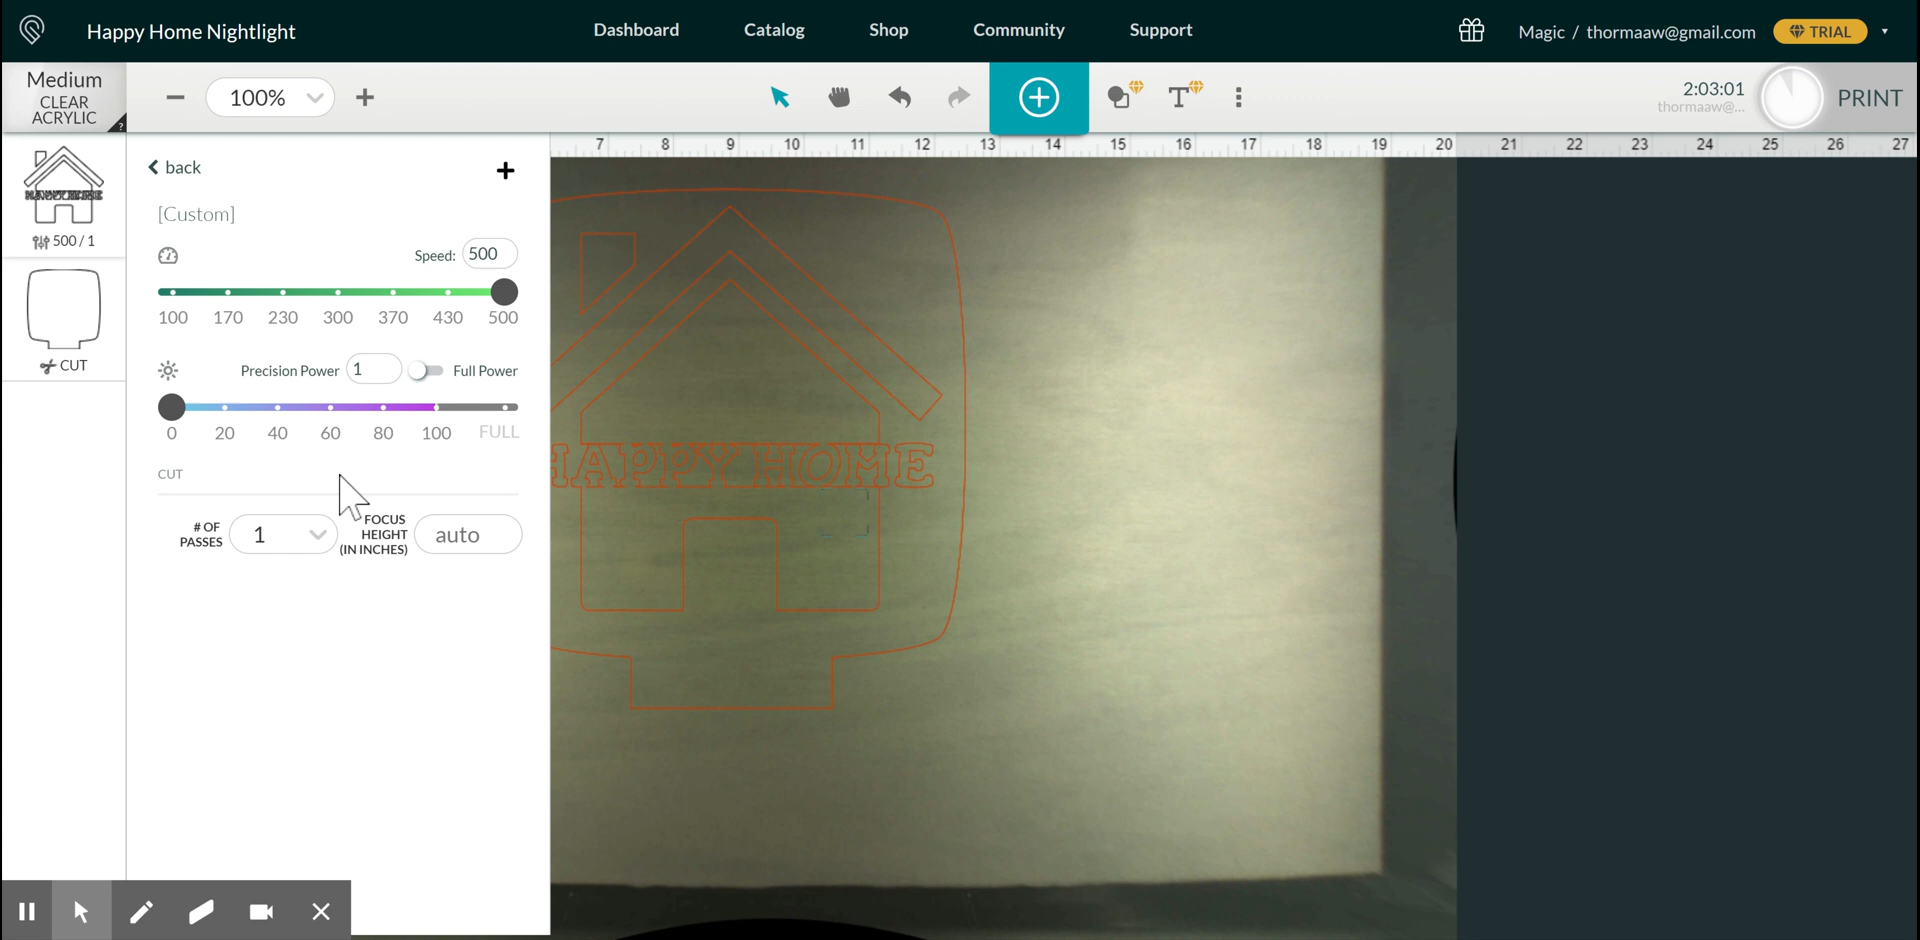 Happy Home Nightlight
Dashboard
Catalog
Shop
Community
Support
Magic / thormaaw@gmail.com
TRIAL
Medium
CLEAR
ACRYLIC
?
100%
T
2:03:01
thormaaw@...
PRINT
7 8 9 10 11 12 13 14 15 16 17 18 19 20 21 22 23 24 25 26 27
HAPPY HOME
500 / 1
CUT
back
[Custom]
Speed: 500
100 170 230 300 370 430 500
Precision Power 1 Full Power
0 20 40 60 80 100 FULL
CUT
# OF
PASSES
1
FOCUS
HEIGHT
(IN INCHES)
auto
HAPPY HOME